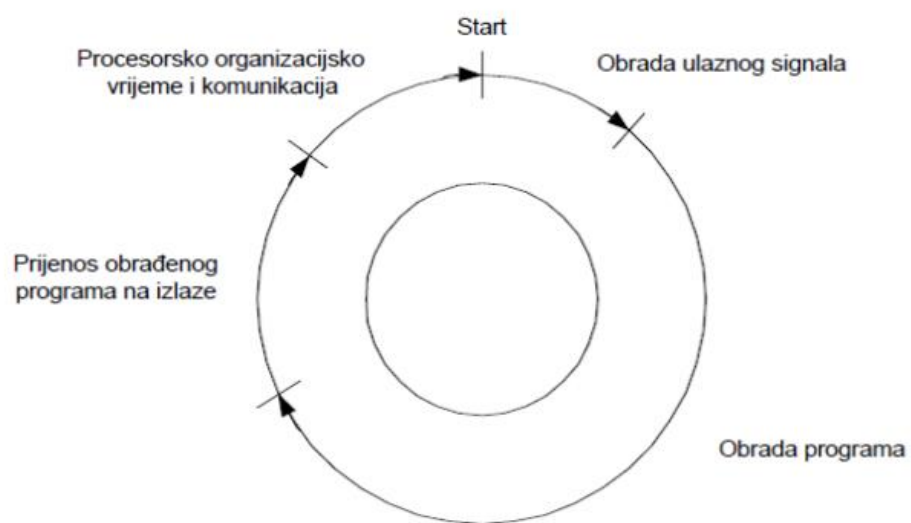 Start
Obrada ulaznog signala
Obrada programa
Prijenos obrađenog
programa na izlaze
Procesorsko organizacijsko
vrijeme i komunikacija